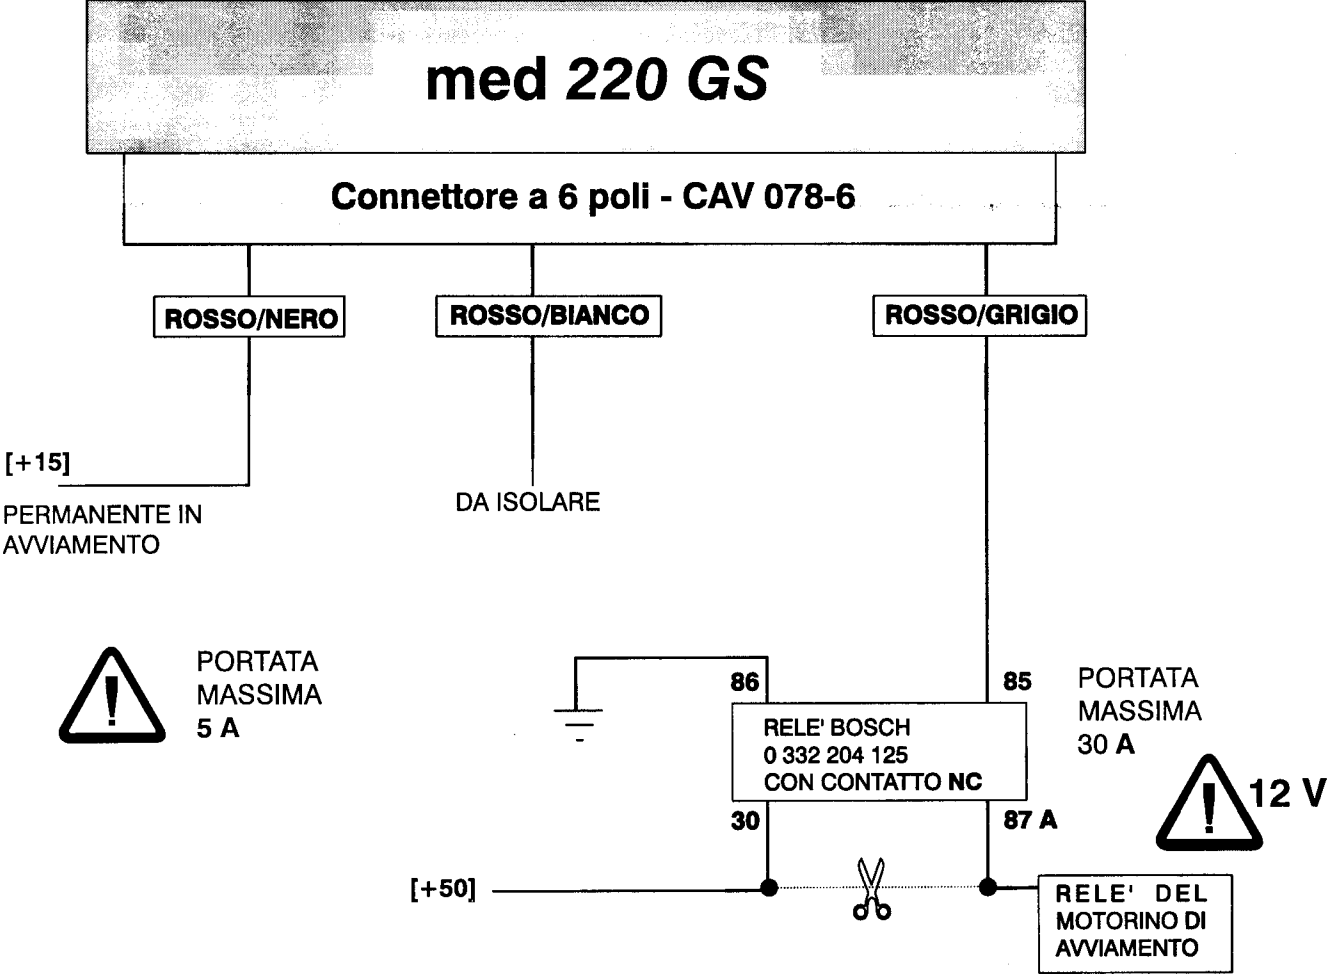 med 220 GS
Connettore a 6 poli - CAV 078-6
ROSSO/NERO
ROSSO/BIANCO
ROSSO/GRIGIO
[+15]
PERMANENTE IN
AVVIAMENTO
DA ISOLARE
PORTATA
MASSIMA
5 A
86
85
RELE' BOSCH
0 332 204 125
CON CONTATTO NC
PORTATA
MASSIMA
30 A
12 V
30
87 A
[+50]
RELE' DEL
MOTORINO DI
AVVIAMENTO